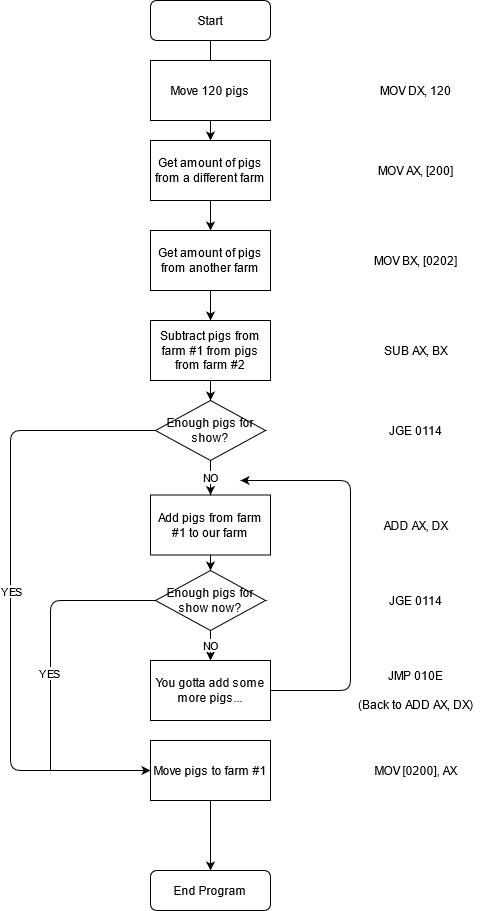 Start
Move 120 pigs
MOV DX, 120
Get amount of pigs
from a different farm
MOV AX, [200]
Get amount of pigs
from another farm
MOV BX, [0202]
Subtract pigs from
farm #1 from pigs
from farm #2
SUB AX, BX
Enough pigs for
show?
JGE 0114
NO
Add pigs from farm
#1 to our farm
ADD AX, DX
YES
Enough pigs for
show now?
JGE 0114
NO
YES
You gotta add some
more pigs...
JMP 010E
(Back to ADD AX, DX)
Move pigs to farm #1
MOV [0200], AX
End Program